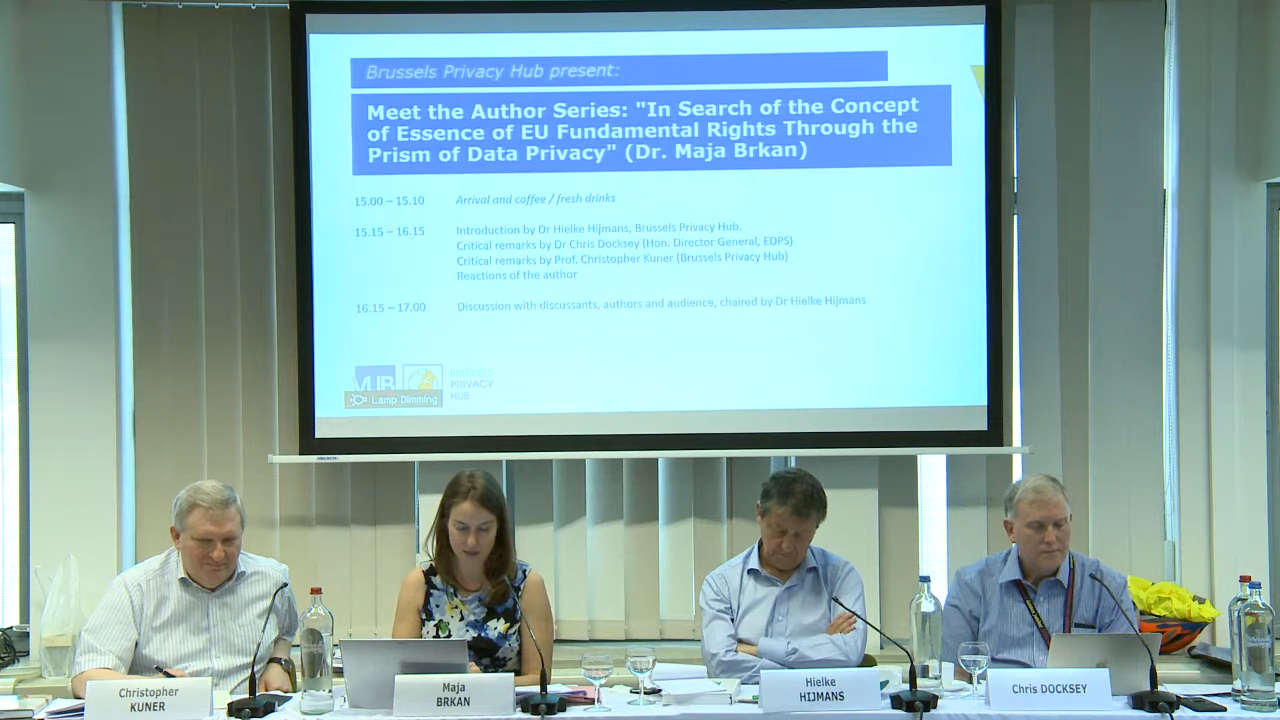 Brussels Privacy Hub present:
Meet the Author Series: "In Search of the Concept
of Essence of EU Fundamental Rights Through the
Prism of Data Privacy" (Dr. Maja Brkan)
15.00 – 15.10 Arrival and coffee / fresh drinks
15.15 – 16.15 Introduction by Dr Hielke Hijmans, Brussels Privacy Hub.
Critical remarks by Dr Chris Docksey (Hon. Director General, EDPS)
Critical remarks by Prof. Christopher Kuner (Brussels Privacy Hub)
Reactions of the author
16.15 – 17.00 Discussion with discussants, authors and audience, chaired by Dr Hielke Hijmans
VUB
BRUSSELS
PRIVACY
HUB
Lamp Dimming
Christopher
KUNER
Maja
BRKAN
Hielke
HIJMANS
Chris DOCKSEY